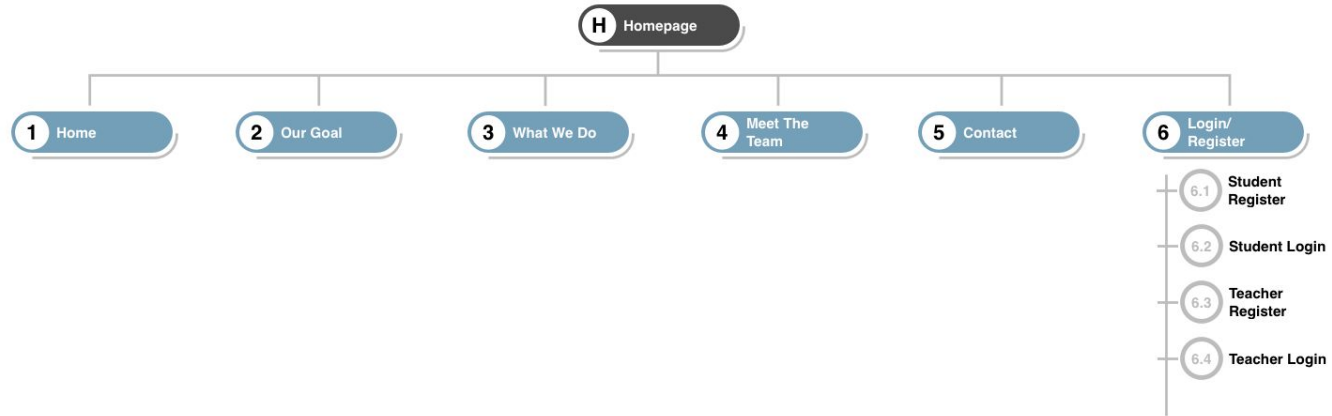 H Homepage
1 Home
2 Our Goal
3 What We Do
4 Meet The
Team
5 Contact
6 Login/
Register
6.1 Student
Register
6.2 Student Login
6.3 Teacher
Register
6.4 Teacher Login